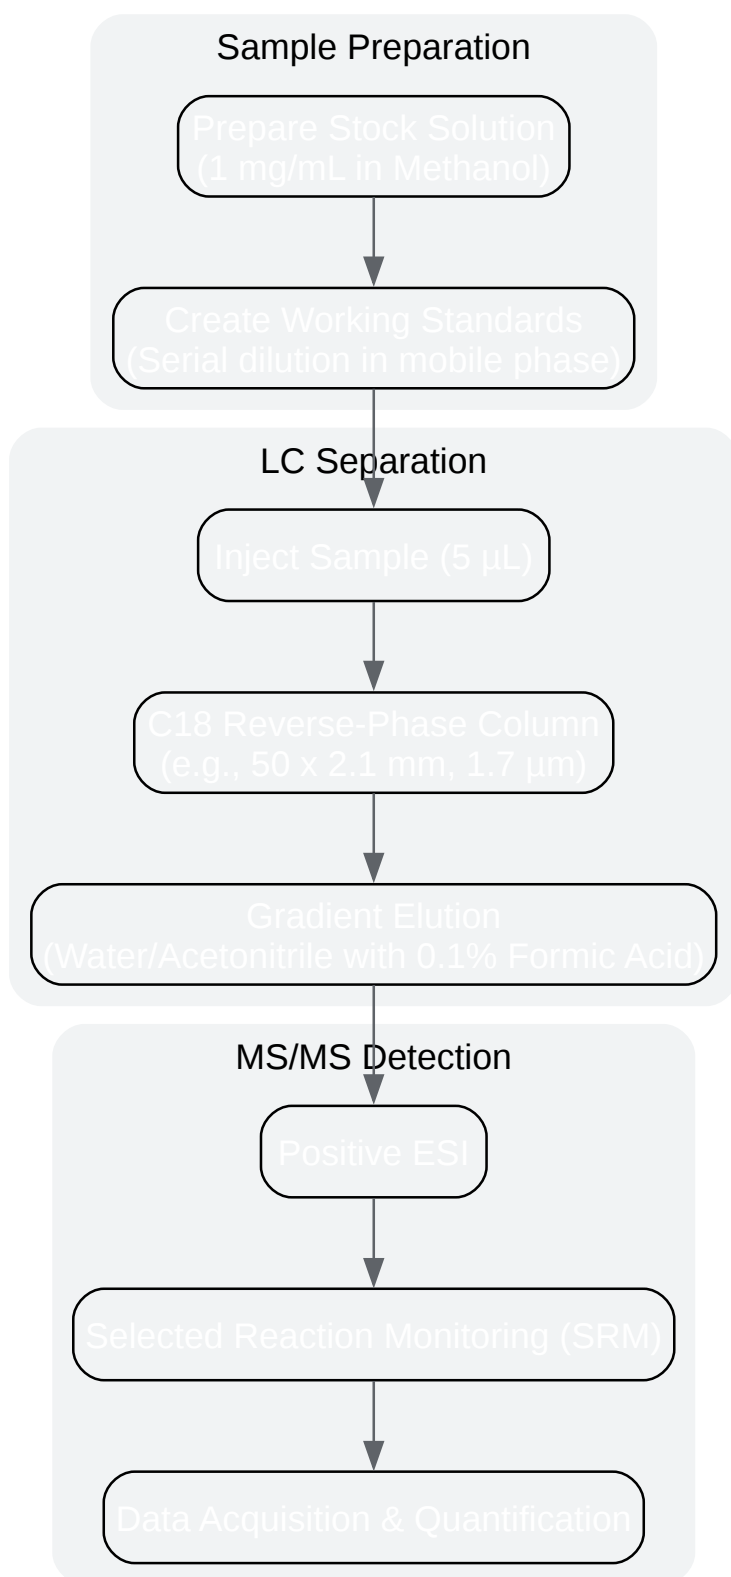 Sample Preparation
Prepare Stock Solution
(1 mg/mL in Methanol)
Create Working Standards
(Serial dilution in mobile phase)
LC Separation
Inject Sample (5 µL)
C18 Reverse-Phase Column
(e.g., 50 x 2.1 mm, 1.7 µm)
Gradient Elution
(Water/Acetonitrile with 0.1% Formic Acid)
MS/MS Detection
Positive ESI
Selected Reaction Monitoring (SRM)
Data Acquisition & Quantification